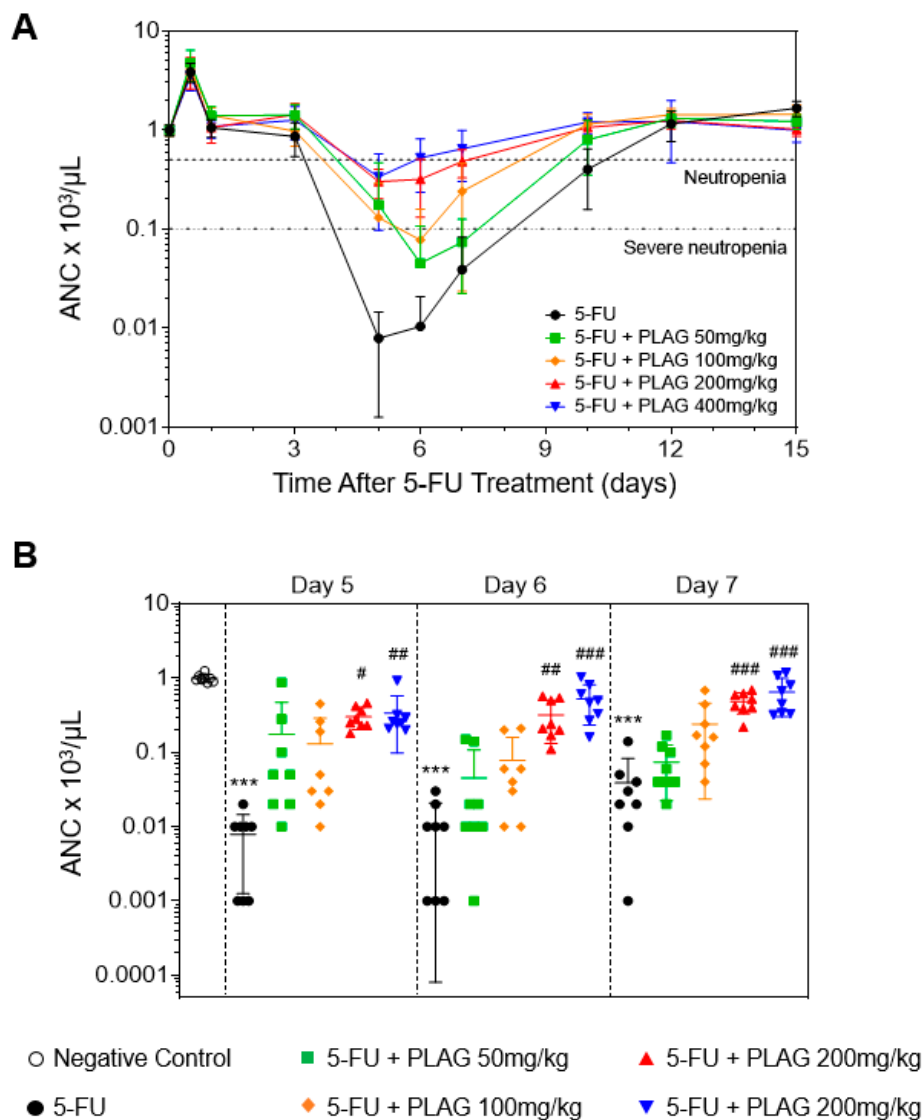 A
ANC x 10³/µL
10
1
0.1
0.01
0.001
Neutropenia
Severe neutropenia
5-FU
5-FU + PLAG 50mg/kg
5-FU + PLAG 100mg/kg
5-FU + PLAG 200mg/kg
5-FU + PLAG 400mg/kg
0 3 6 9 12 15
Time After 5-FU Treatment (days)
B
Day 5 Day 6 Day 7
ANC x 10³/µL
10
1
0.1
0.01
0.001
0.0001
*** # ##
*** ## ###
*** ### ###
Negative Control 5-FU + PLAG 50mg/kg 5-FU + PLAG 200mg/kg
5-FU 5-FU + PLAG 100mg/kg 5-FU + PLAG 200mg/kg